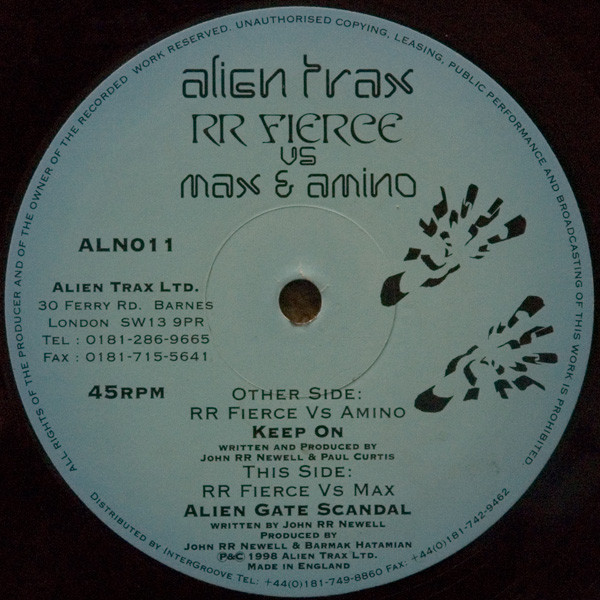 ALL RIGHTS OF THE PRODUCER AND OF THE OWNER OF THE RECORDED WORK RESERVED. UNAUTHORISED COPYING, LEASING, PUBLIC PERFORMANCE AND BROADCASTING OF THIS WORK IS PROHIBITED.
alien trax
RR FIERCE
vs
max & amino
ALN011
ALIEN TRAX LTD.
30 FERRY RD. BARNES
LONDON SW13 9PR
TEL : 0181-286-9665
FAX : 0181-715-5641
45RPM
OTHER SIDE:
RR FIERCE VS AMINO
KEEP ON
WRITTEN AND PRODUCED BY
JOHN RR NEWELL & PAUL CURTIS
THIS SIDE:
RR FIERCE VS MAX
ALIEN GATE SCANDAL
WRITTEN BY JOHN RR NEWELL
PRODUCED BY
JOHN RR NEWELL & BARMAK HATAMIAN
℗&© 1998 ALIEN TRAX LTD.
MADE IN ENGLAND
DISTRIBUTED BY INTERGROOVE TEL: +44(0)181-749-8860 FAX: +44(0)181-742-9462